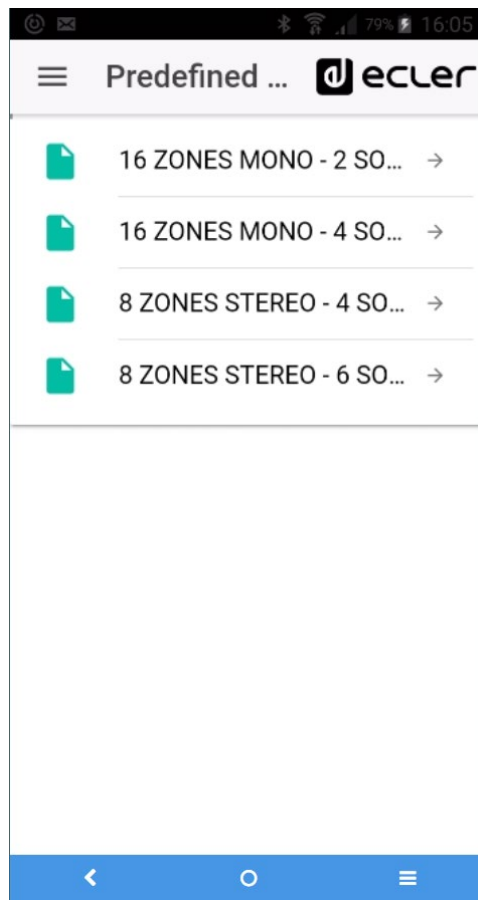 79% 16:05
Predefined ... ecler
16 ZONES MONO - 2 SO...
16 ZONES MONO - 4 SO...
8 ZONES STEREO - 4 SO...
8 ZONES STEREO - 6 SO...